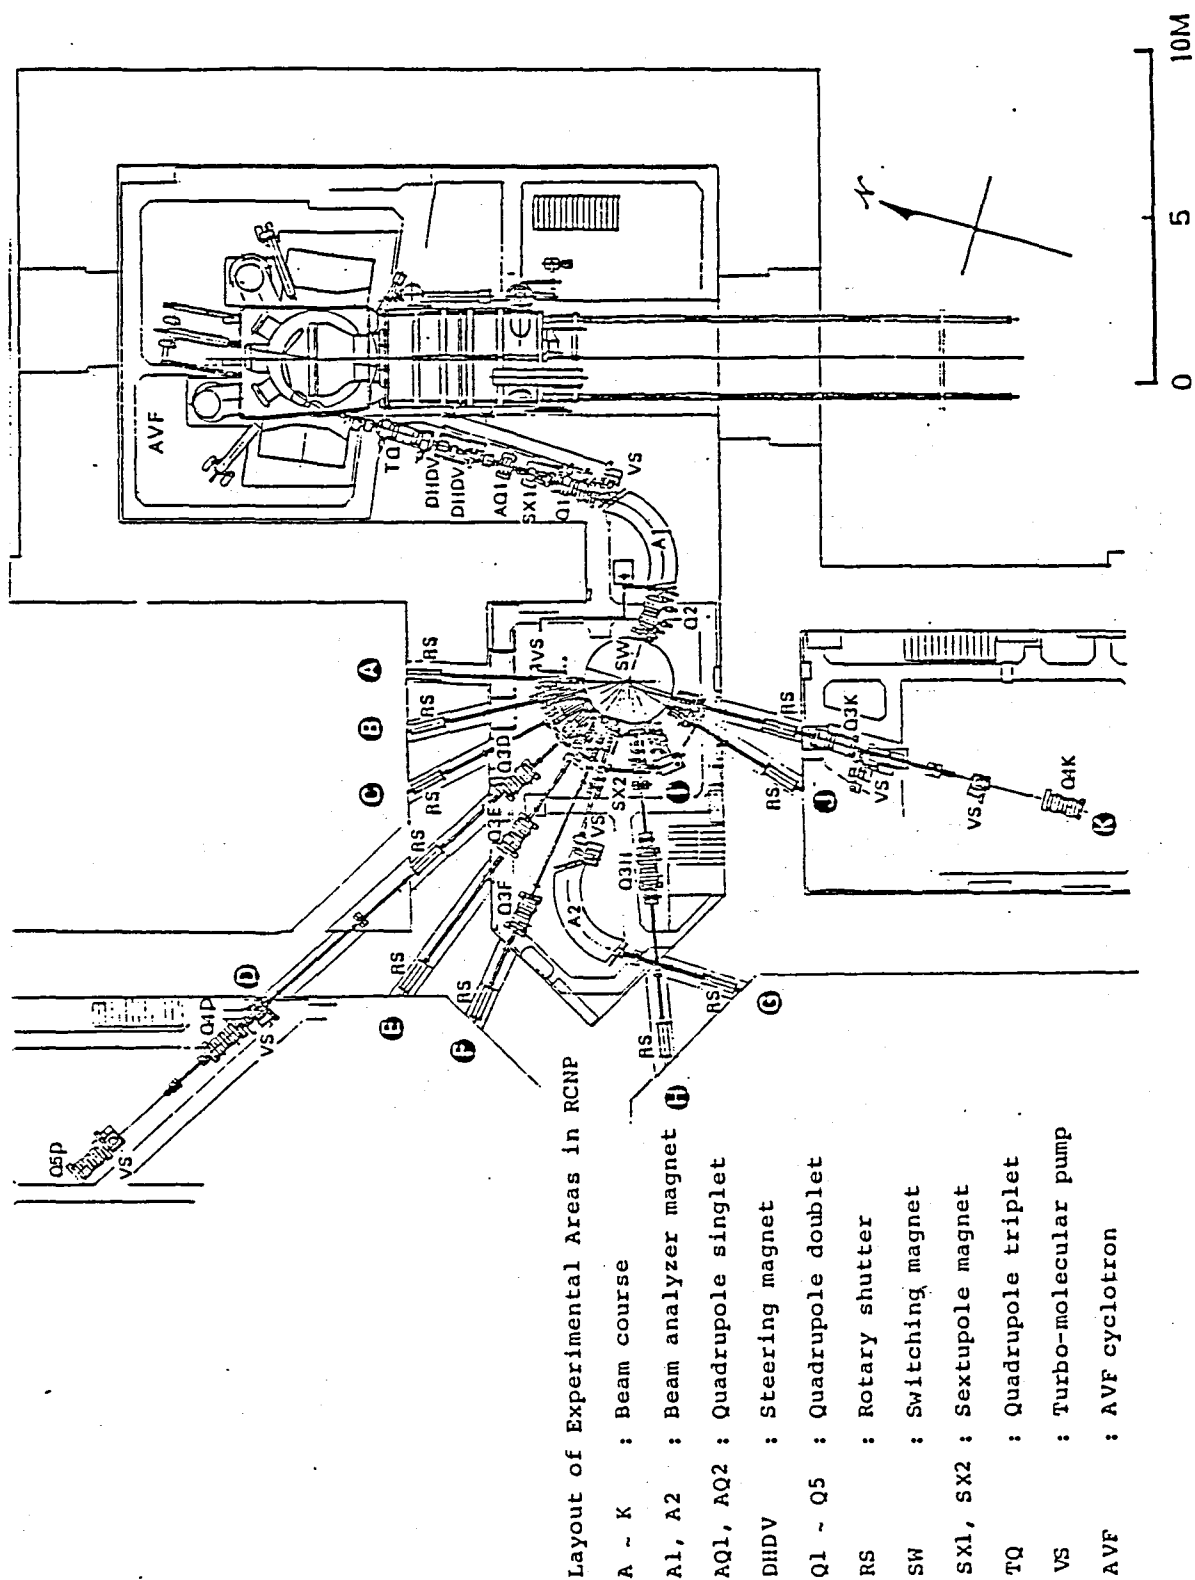 Layout of Experimental Areas in RCNP
A ~ K : Beam course
A1, A2 : Beam analyzer magnet
AQ1, AQ2 : Quadrupole singlet
DHDV : Steering magnet
Q1 ~ Q5 : Quadrupole doublet
RS : Rotary shutter
SW : Switching magnet
SX1, SX2 : Sextupole magnet
TQ : Quadrupole triplet
VS : Turbo-molecular pump
AVF : AVF cyclotron
AVF
TQ
DHDV
DHDV
AQ1
SX1
Q1
VS
A1
Q2
SW
VS
A
RS
B
RS
C
RS
Q3D
RS
D
Q4D
VS
Q5D
VS
Q3E
RS
E
Q3F
RS
F
SX2
VS
A2
RS
G
Q3H
RS
H
I
RS
J
RS
Q3K
VS
VS
Q4K
K
N
0 5 10M